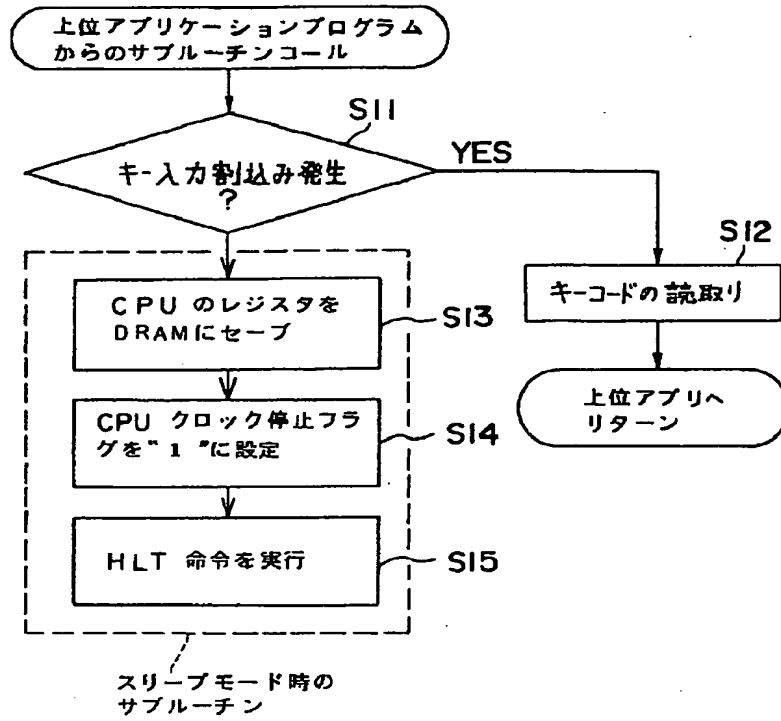 上位アプリケーションプログラム
からのサブルーチンコール
S11
キー入力割込み発生
?
YES
S12
キーコードの読取り
上位アプリへ
リターン
CPU のレジスタを
DRAMにセーブ
S13
CPU クロック停止フラ
グを"1"に設定
S14
HLT 命令を実行
S15
スリープモード時の
サブルーチン